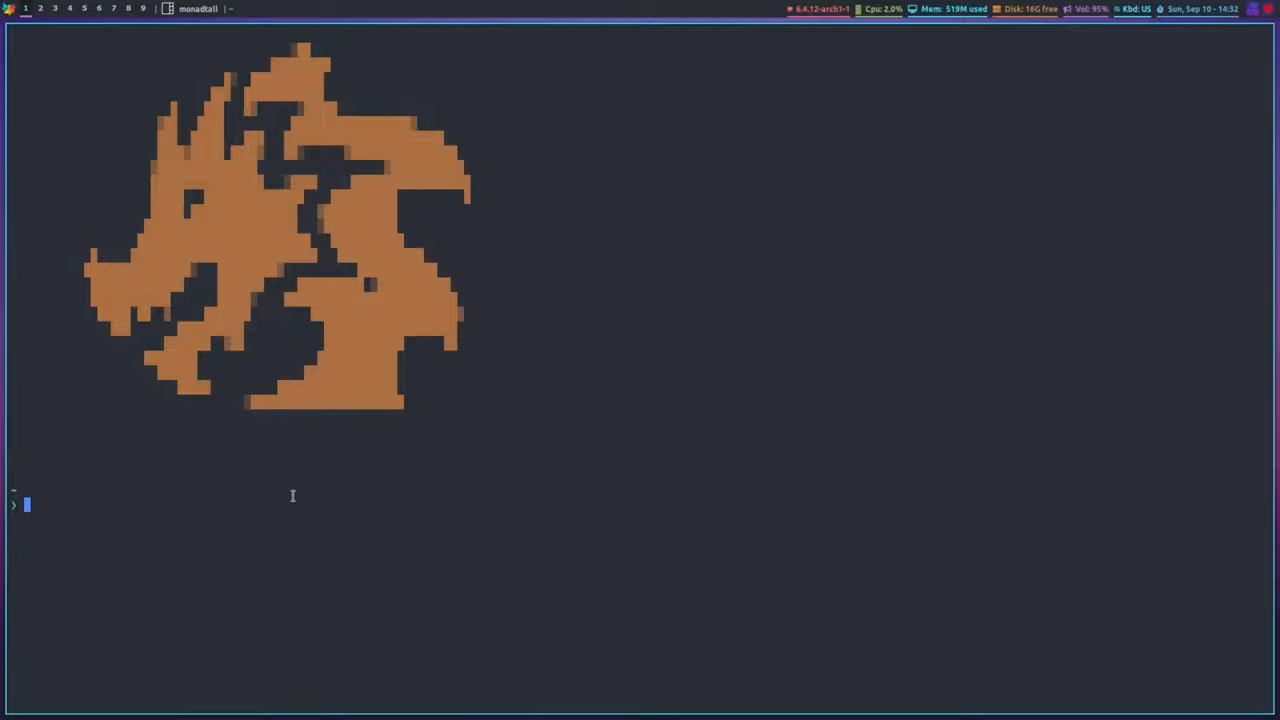 1 2 3 4 5 6 7 8 9 | monadtall | ~ 6.4.12-arch1-1 Cpu: 2.0% Mem: 519M used Disk: 16G free Vol: 95% Kbd: US Sun, Sep 10 - 14:32
~
❯